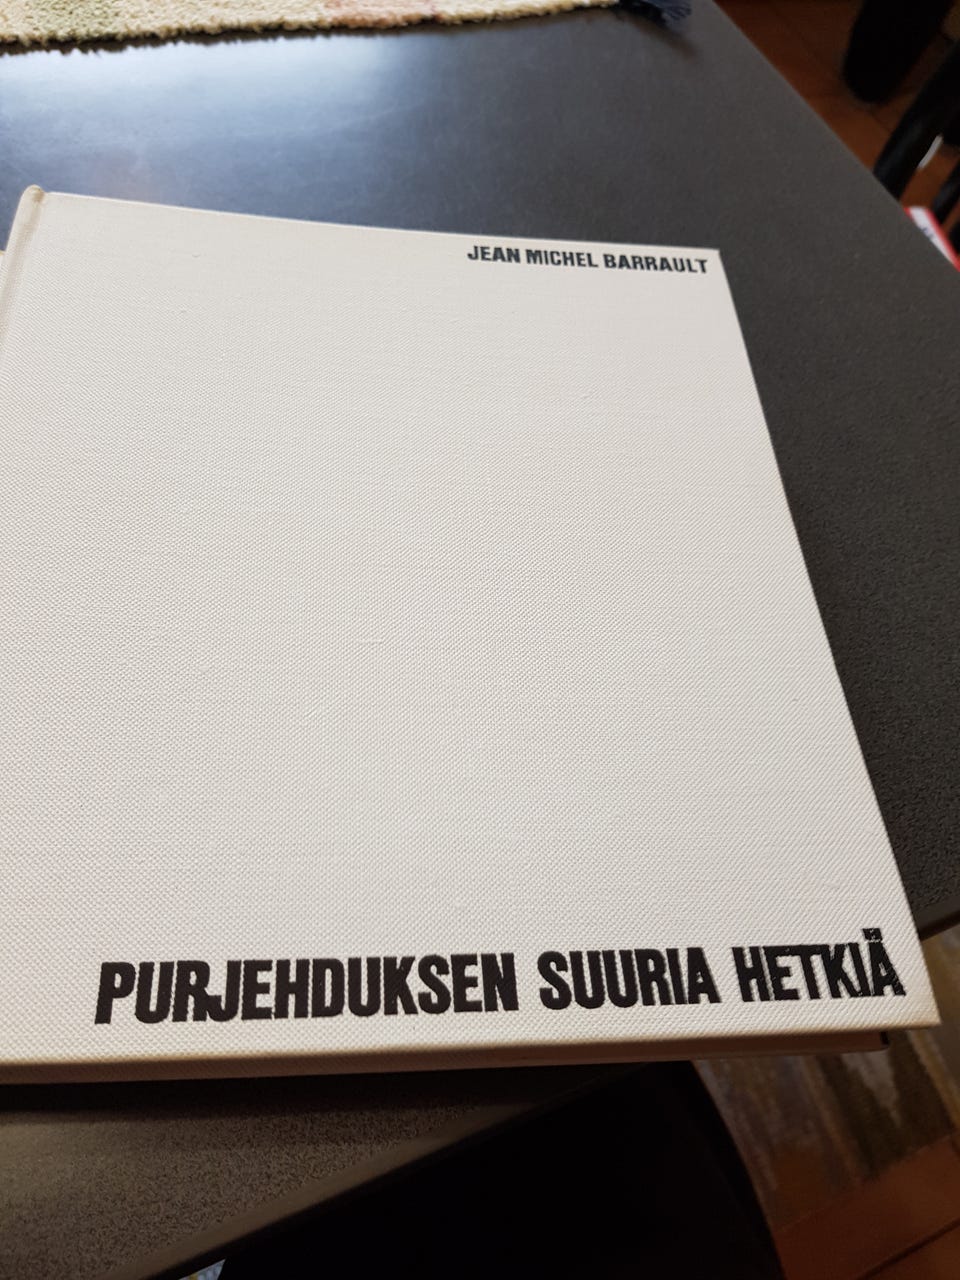 JEAN MICHEL BARRAULT
PURJEHDUKSEN SUURIA HETKIÄ